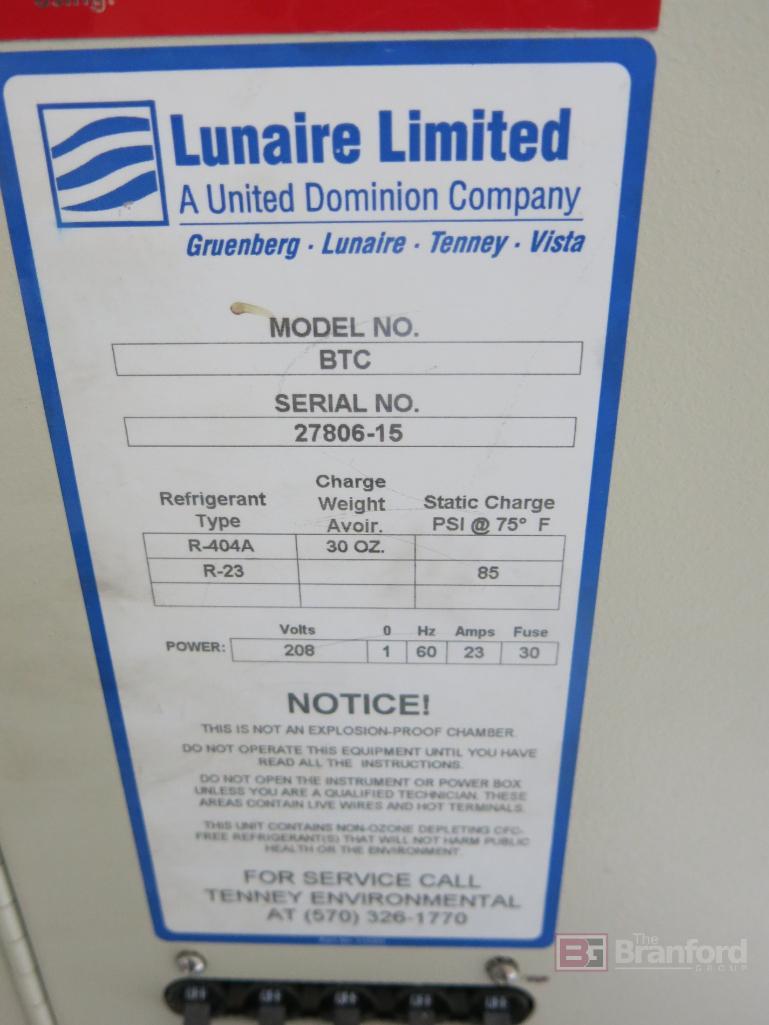 using.
Lunaire Limited
A United Dominion Company
Gruenberg · Lunaire · Tenney · Vista
MODEL NO.
BTC
SERIAL NO.
27806-15
Refrigerant Type Charge Weight Avoir. Static Charge PSI @ 75° F
R-404A 30 OZ.
R-23 85
Volts 0 Hz Amps Fuse
POWER: 208 1 60 23 30
NOTICE!
THIS IS NOT AN EXPLOSION-PROOF CHAMBER.
DO NOT OPERATE THIS EQUIPMENT UNTIL YOU HAVE
READ ALL THE INSTRUCTIONS.
DO NOT OPEN THE INSTRUMENT OR POWER BOX
UNLESS YOU ARE A QUALIFIED TECHNICIAN. THESE
AREAS CONTAIN LIVE WIRES AND HOT TERMINALS.
THIS UNIT CONTAINS NON-OZONE DEPLETING CFC-
FREE REFRIGERANT(S) THAT WILL NOT HARM PUBLIC
HEALTH OR THE ENVIRONMENT.
FOR SERVICE CALL
TENNEY ENVIRONMENTAL
AT (570) 326-1770
BG The Branford GROUP